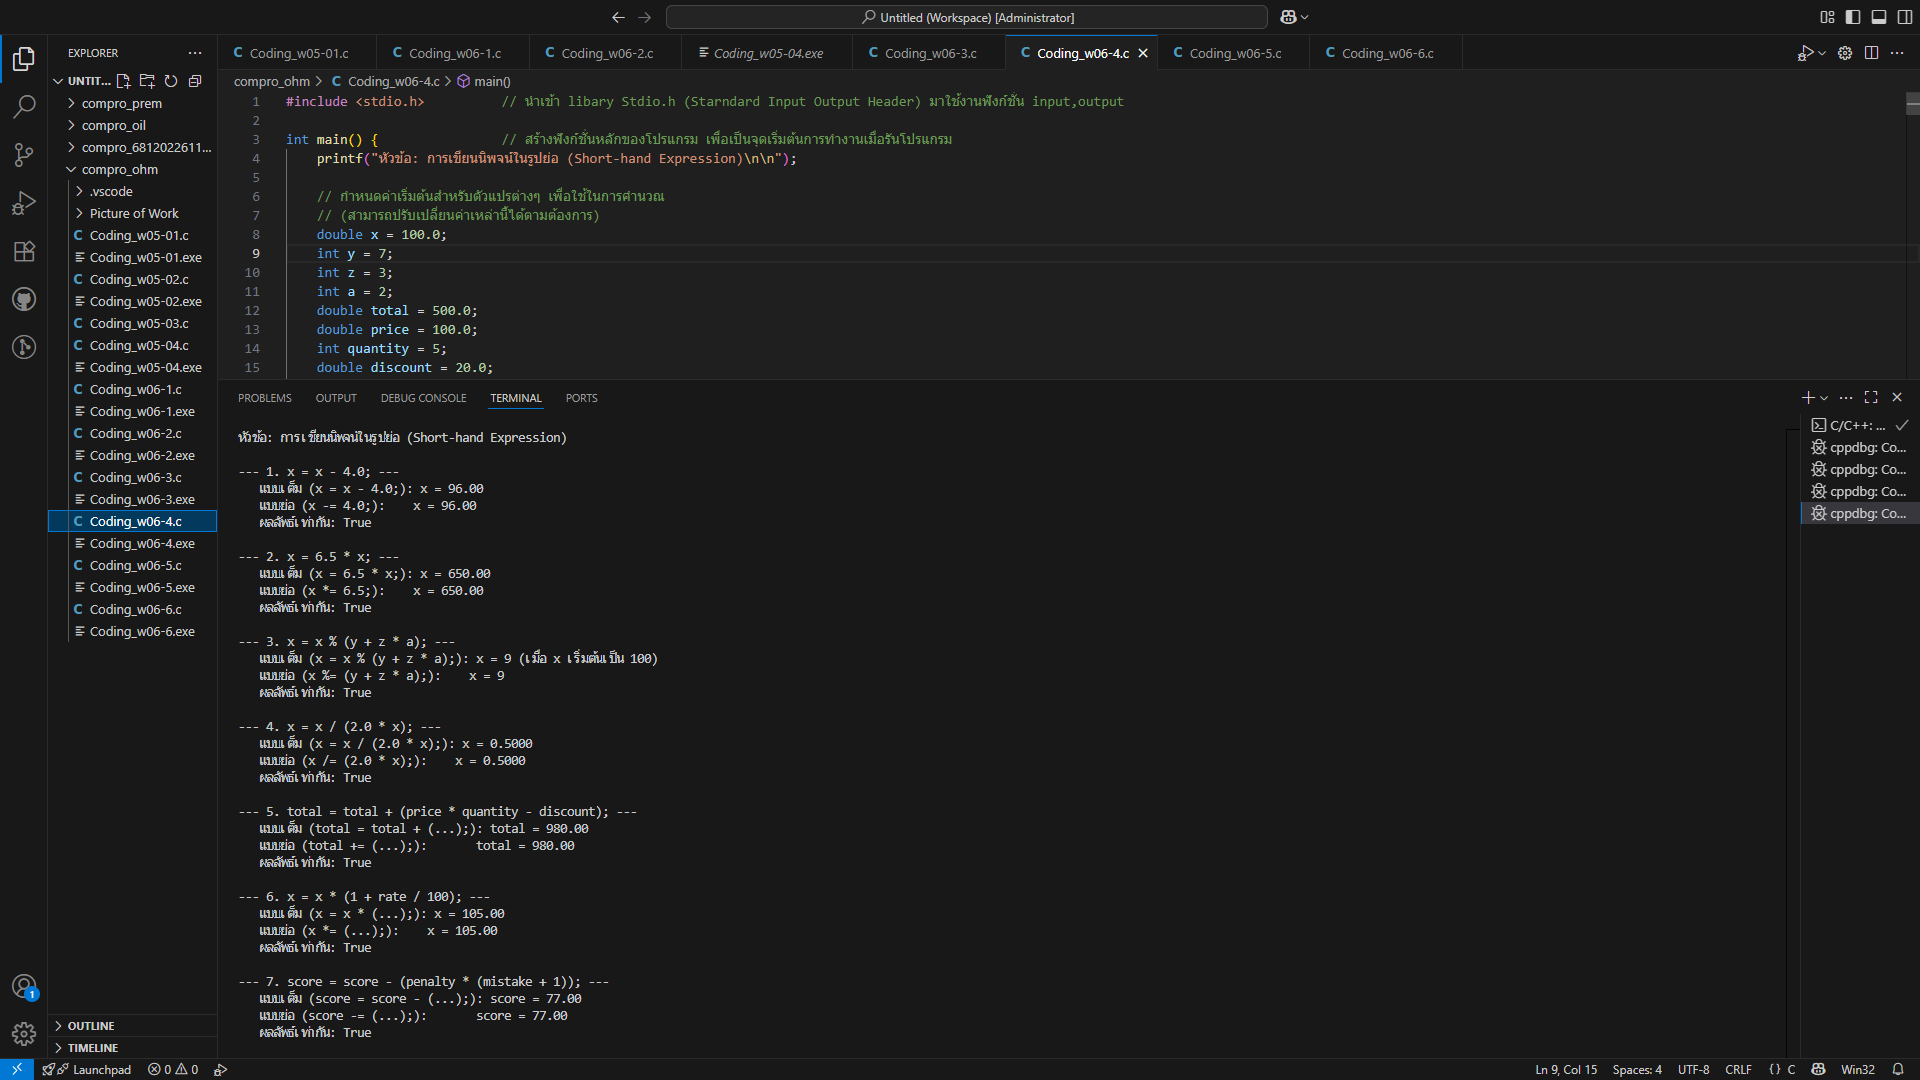 Untitled (Workspace) [Administrator]
EXPLORER
UNTIT...
compro_prem
compro_oil
compro_6812022611...
compro_ohm
.vscode
Picture of Work
Coding_w05-01.c
Coding_w05-01.exe
Coding_w05-02.c
Coding_w05-02.exe
Coding_w05-03.c
Coding_w05-04.c
Coding_w05-04.exe
Coding_w06-1.c
Coding_w06-1.exe
Coding_w06-2.c
Coding_w06-2.exe
Coding_w06-3.c
Coding_w06-3.exe
Coding_w06-4.c
Coding_w06-4.exe
Coding_w06-5.c
Coding_w06-5.exe
Coding_w06-6.c
Coding_w06-6.exe
OUTLINE
TIMELINE
Coding_w05-01.c Coding_w06-1.c Coding_w06-2.c Coding_w05-04.exe Coding_w06-3.c Coding_w06-4.c Coding_w06-5.c Coding_w06-6.c
compro_ohm > C Coding_w06-4.c > main()
1 #include <stdio.h> // นำเข้า libary Stdio.h (Starndard Input Output Header) มาใช้งานฟังก์ชั่น input,output
2
3 int main() { // สร้างฟังก์ชั่นหลักของโปรแกรม เพื่อเป็นจุดเริ่มต้นการทำงานเมื่อรันโปรแกรม
4 printf("หัวข้อ: การเขียนนิพจน์ในรูปย่อ (Short-hand Expression)\n\n");
5
6 // กำหนดค่าเริ่มต้นสำหรับตัวแปรต่างๆ เพื่อใช้ในการคำนวณ
7 // (สามารถปรับเปลี่ยนค่าเหล่านี้ได้ตามต้องการ)
8 double x = 100.0;
9 int y = 7;
10 int z = 3;
11 int a = 2;
12 double total = 500.0;
13 double price = 100.0;
14 int quantity = 5;
15 double discount = 20.0;
PROBLEMS OUTPUT DEBUG CONSOLE TERMINAL PORTS
หัวข้อ: การเขียนนิพจน์ในรูปย่อ (Short-hand Expression)
--- 1. x = x - 4.0; ---
แบบเต็ม (x = x - 4.0;): x = 96.00
แบบย่อ (x -= 4.0;): x = 96.00
ผลลัพธ์เท่ากัน: True
--- 2. x = 6.5 * x; ---
แบบเต็ม (x = 6.5 * x;): x = 650.00
แบบย่อ (x *= 6.5;): x = 650.00
ผลลัพธ์เท่ากัน: True
--- 3. x = x % (y + z * a); ---
แบบเต็ม (x = x % (y + z * a);): x = 9 (เมื่อ x เริ่มต้นเป็น 100)
แบบย่อ (x %= (y + z * a);): x = 9
ผลลัพธ์เท่ากัน: True
--- 4. x = x / (2.0 * x); ---
แบบเต็ม (x = x / (2.0 * x);): x = 0.5000
แบบย่อ (x /= (2.0 * x);): x = 0.5000
ผลลัพธ์เท่ากัน: True
--- 5. total = total + (price * quantity - discount); ---
แบบเต็ม (total = total + (...);): total = 980.00
แบบย่อ (total += (...);): total = 980.00
ผลลัพธ์เท่ากัน: True
--- 6. x = x * (1 + rate / 100); ---
แบบเต็ม (x = x * (...);): x = 105.00
แบบย่อ (x *= (...);): x = 105.00
ผลลัพธ์เท่ากัน: True
--- 7. score = score - (penalty * (mistake + 1)); ---
แบบเต็ม (score = score - (...);): score = 77.00
แบบย่อ (score -= (...);): score = 77.00
ผลลัพธ์เท่ากัน: True
C/C++: ...
cppdbg: Co...
cppdbg: Co...
cppdbg: Co...
cppdbg: Co...
1
Launchpad 0 0 Ln 9, Col 15 Spaces: 4 UTF-8 CRLF {} C Win32